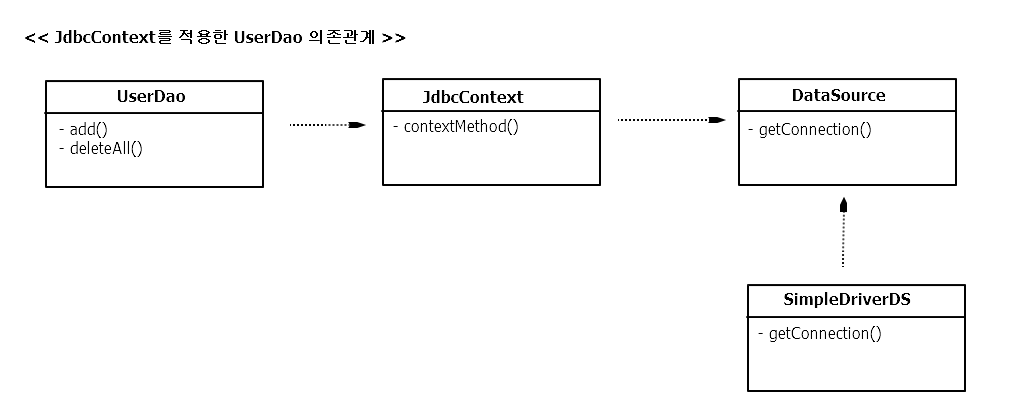 << JdbcContext를 적용한 UserDao 의존관계 >>
UserDao
- add()
- deleteAll()
JdbcContext
- contextMethod()
DataSource
- getConnection()
SimpleDriverDS
- getConnection()